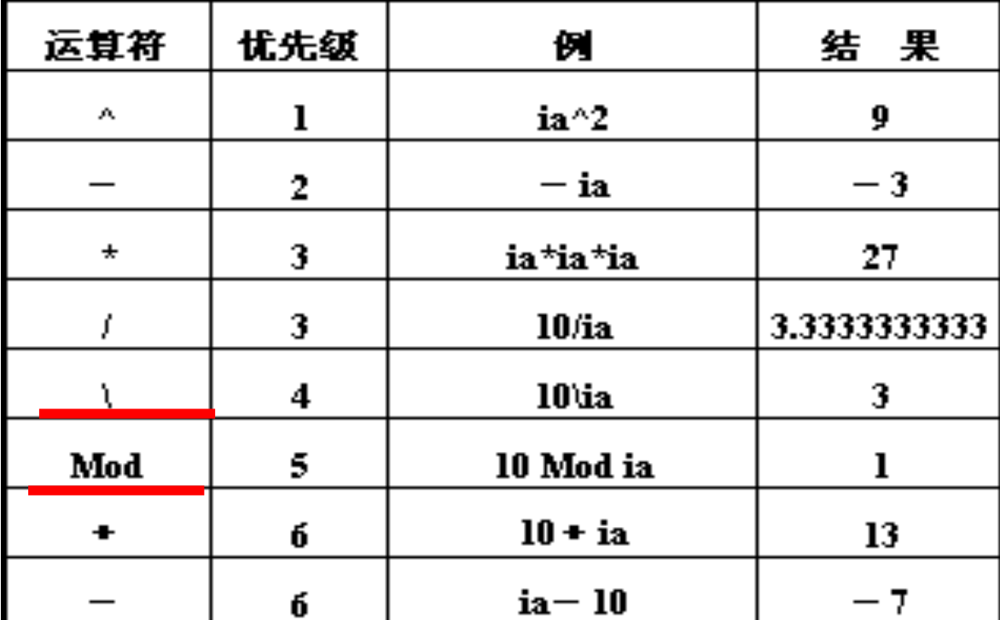 运算符 优先级 例 结 果
^ 1 ia^2 9
— 2 — ia — 3
* 3 ia*ia*ia 27
/ 3 10/ia 3.3333333333
\ 4 10\ia 3
Mod 5 10 Mod ia 1
+ 6 10 + ia 13
— 6 ia— 10 — 7